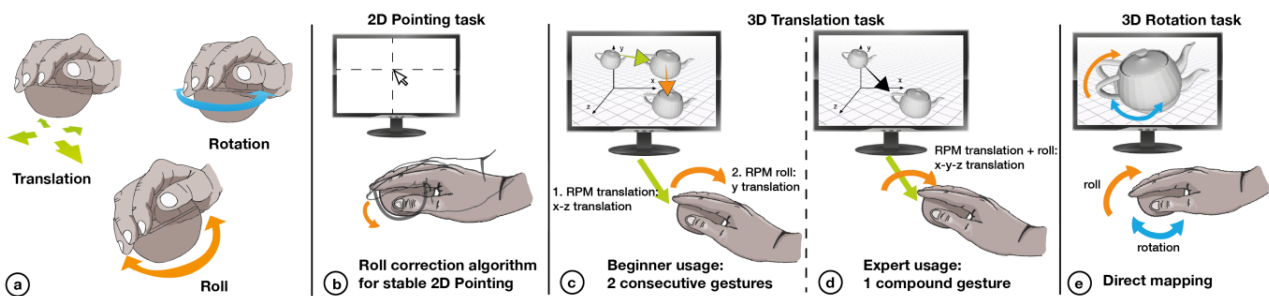 2D Pointing task
3D Translation task
3D Rotation task
Translation
Rotation
Roll
a
Roll correction algorithm
for stable 2D Pointing
b
y
x
z
1. RPM translation:
x-z translation
2. RPM roll:
y translation
Beginner usage:
2 consecutive gestures
c
y
x
z
RPM translation + roll:
x-y-z translation
Expert usage:
1 compound gesture
d
roll
rotation
Direct mapping
e